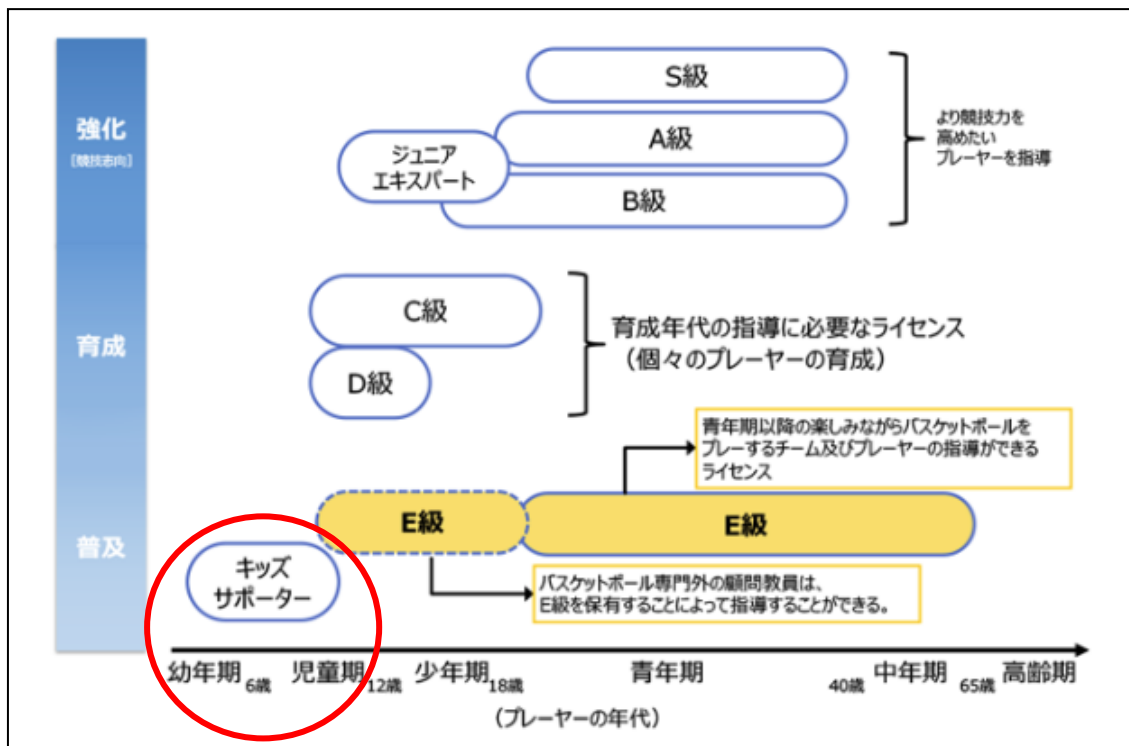 強化
［競技志向］
S級
A級
ジュニア
エキスパート
B級
より競技力を
高めたい
プレーヤーを指導
育成
C級
D級
育成年代の指導に必要なライセンス
（個々のプレーヤーの育成）
青年期以降の楽しみながらバスケットボールを
プレーするチーム及びプレーヤーの指導ができる
ライセンス
普及
E級
E級
キッズ
サポーター
バスケットボール専門外の顧問教員は、
E級を保有することによって指導することができる。
幼年期 6歳 児童期 12歳 少年期 18歳 青年期 40歳 中年期 65歳 高齢期
（プレーヤーの年代）